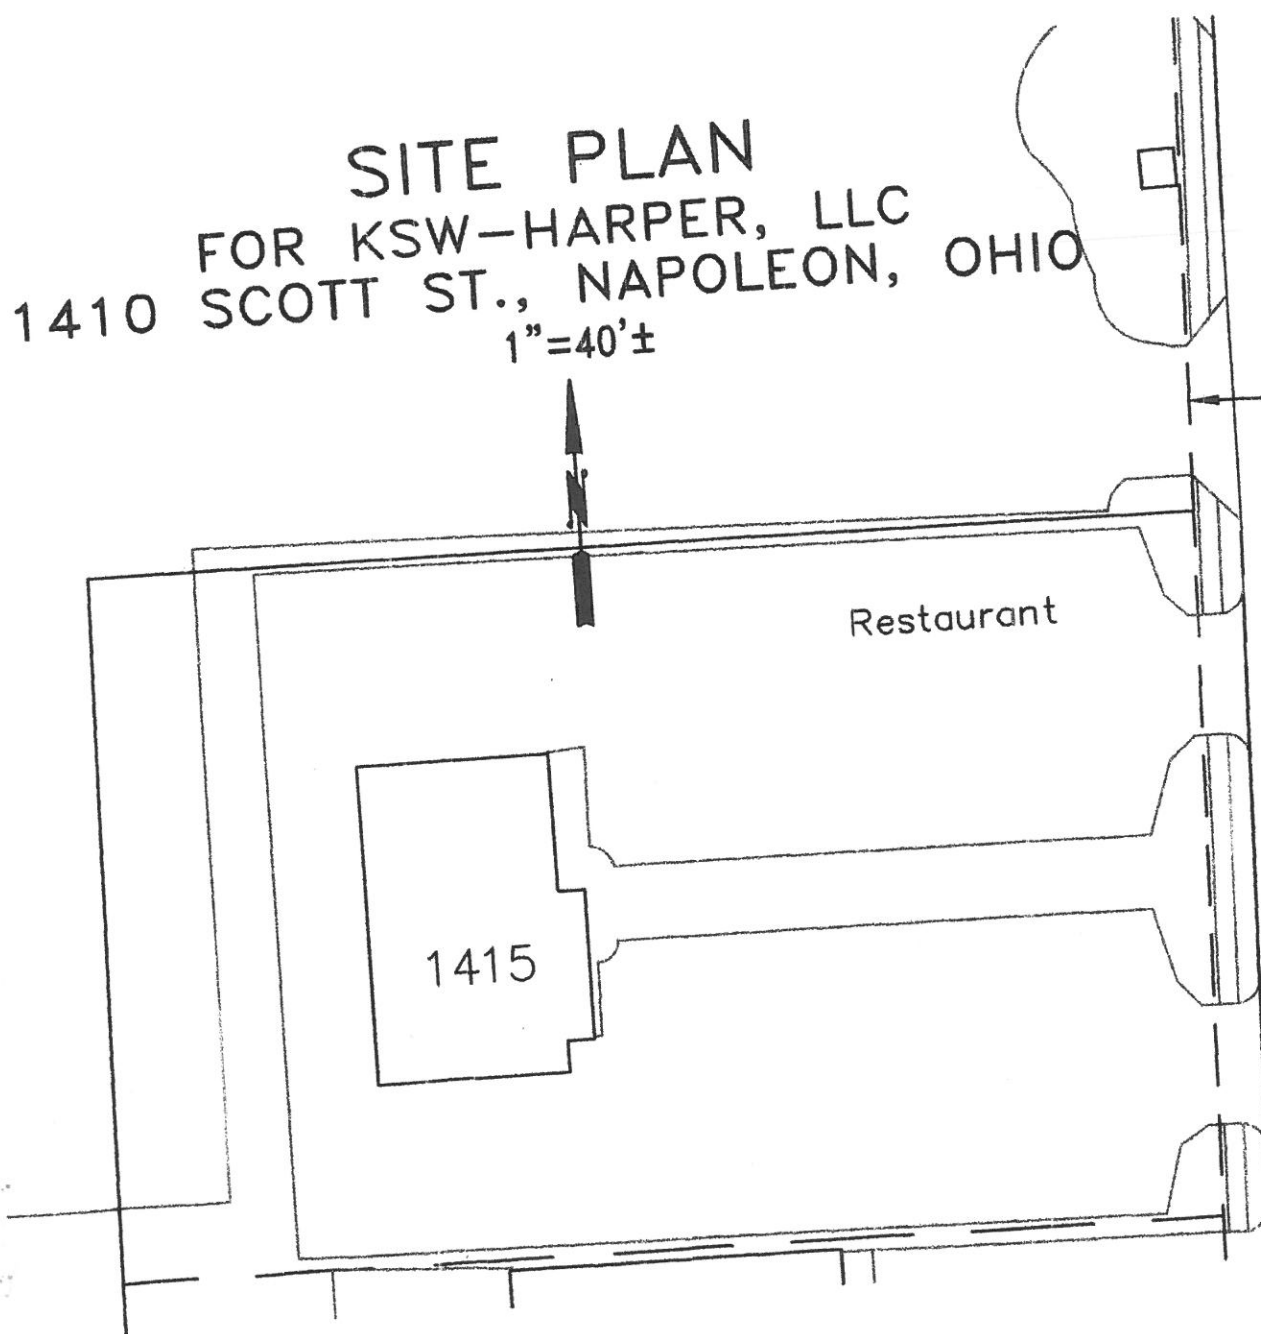 SITE PLAN
FOR KSW-HARPER, LLC
1410 SCOTT ST., NAPOLEON, OHIO
1"=40'±
N
Restaurant
1415